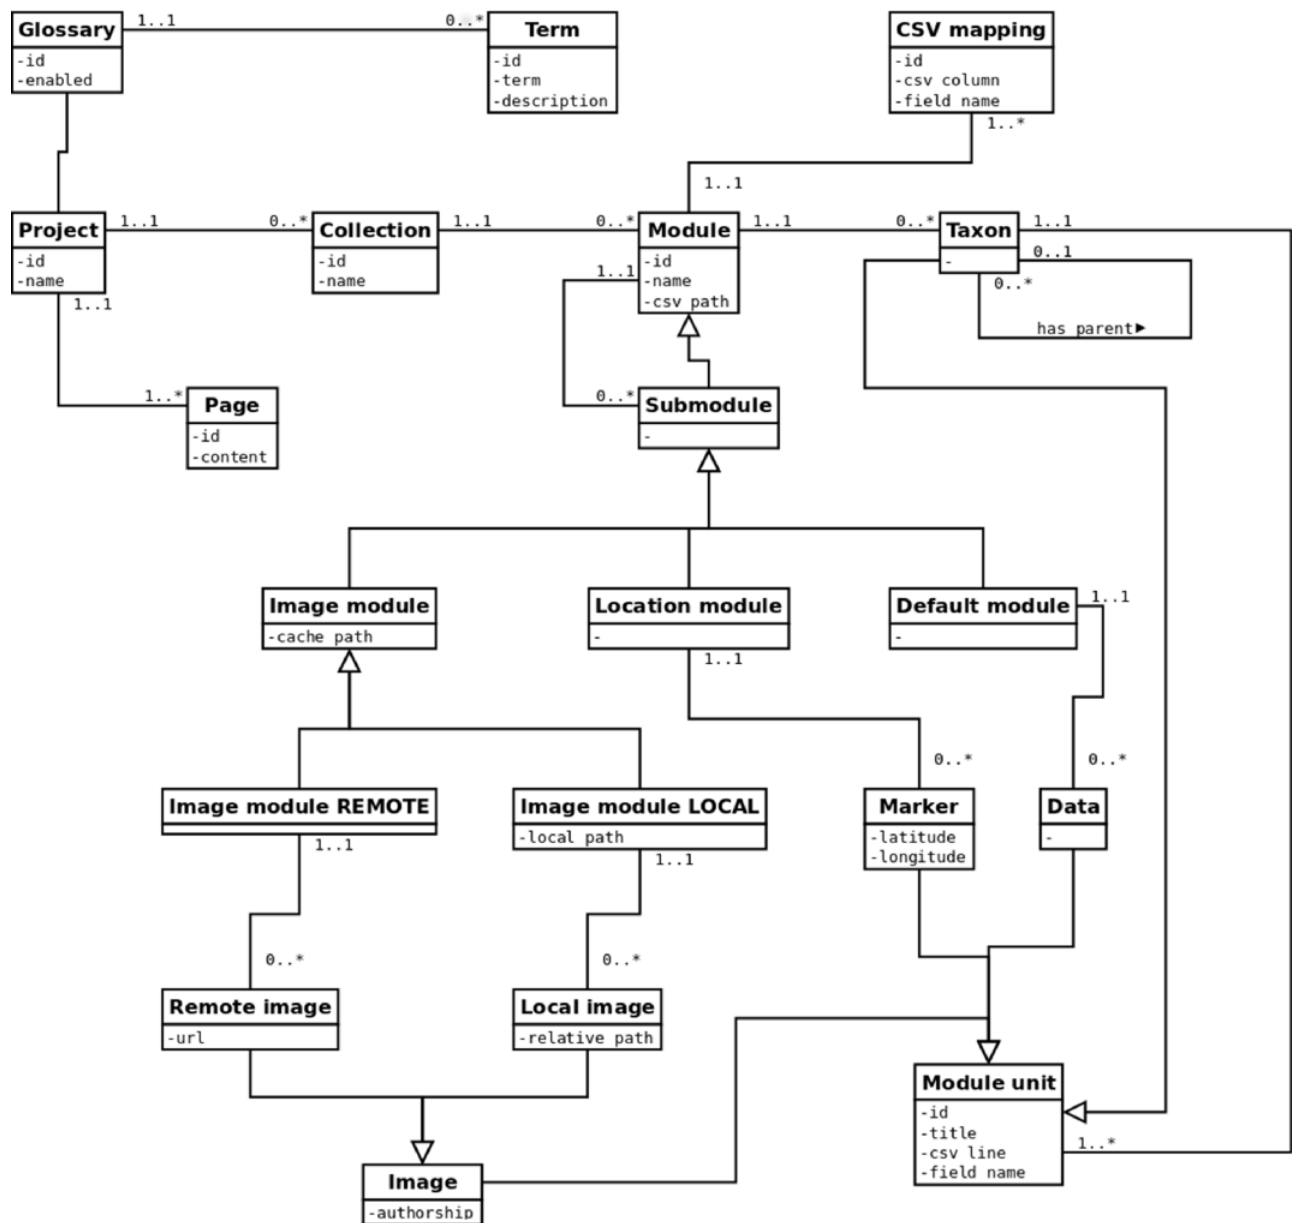 Glossary
-id
-enabled
1..1
0..*
Term
-id
-term
-description
CSV mapping
-id
-csv column
-field name
1..*
1..1
Project
-id
-name
1..1
0..*
Collection
-id
-name
1..1
0..*
Module
-id
-name
-csv path
1..1
0..*
Taxon
-
1..1
0..1
0..*
has parent
1..1
1..1
0..*
Submodule
-
1..*
Page
-id
-content
Image module
-cache path
Location module
-
1..1
Default module
-
1..1
Image module REMOTE
1..1
Image module LOCAL
-local path
1..1
0..*
Marker
-latitude
-longitude
0..*
Data
-
0..*
Remote image
-url
0..*
Local image
-relative path
Module unit
-id
-title
-csv line
-field name
1..*
Image
-authorship